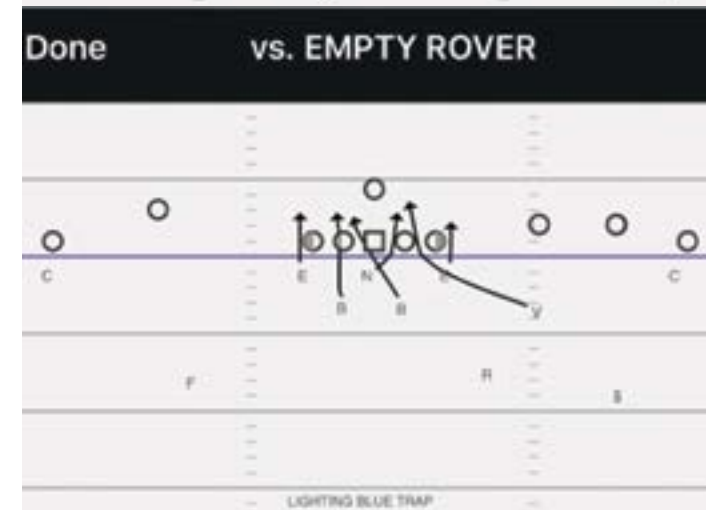 Done vs. EMPTY ROVER
C E N E C
B B V
F R S
LIGHTING BLUE TRAP